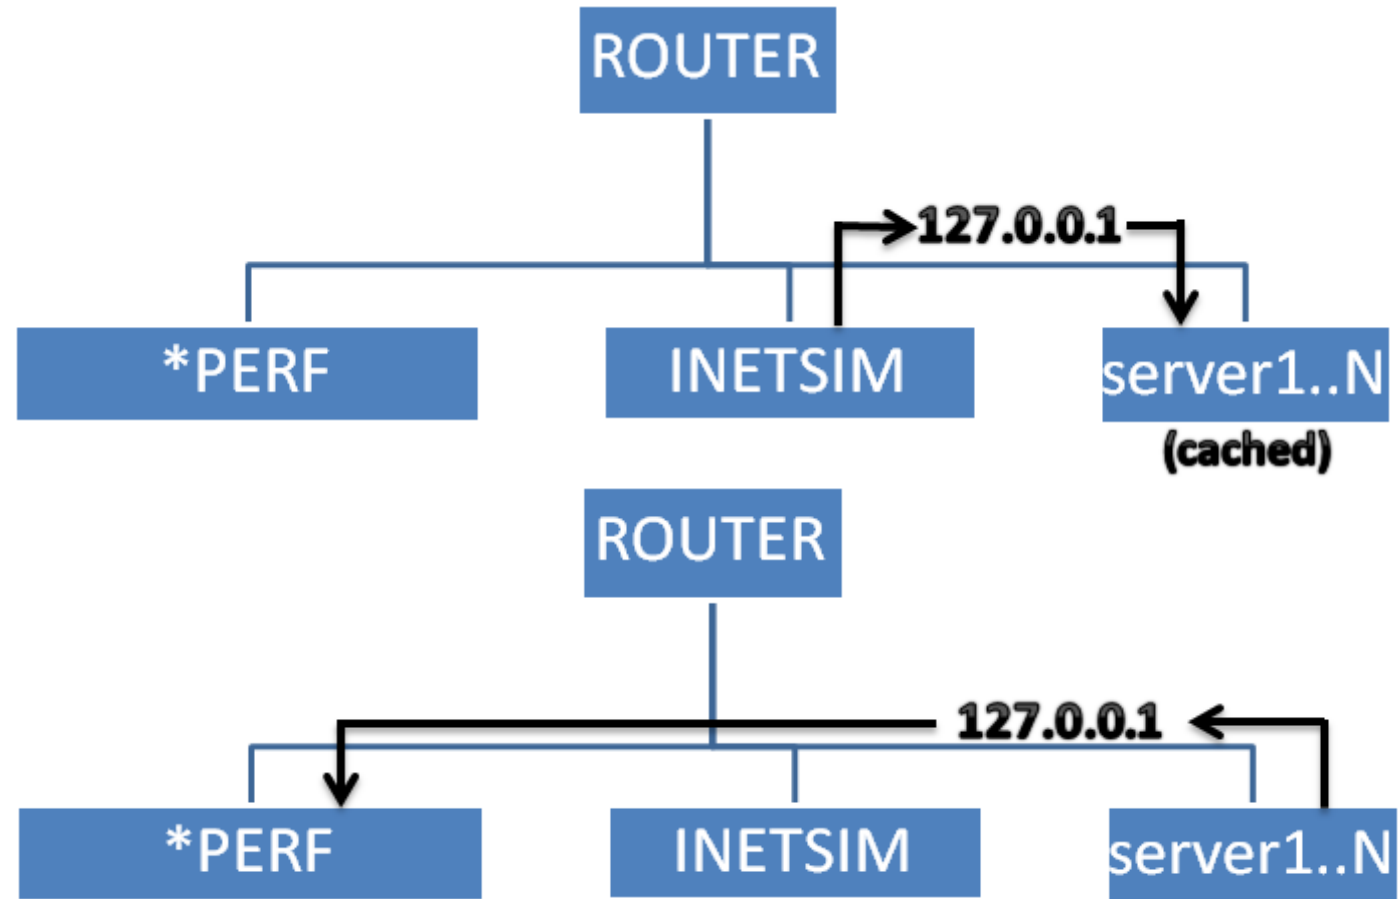 ROUTER
127.0.0.1
*PERF
INETSIM
server1..N
(cached)
ROUTER
127.0.0.1
*PERF
INETSIM
server1..N